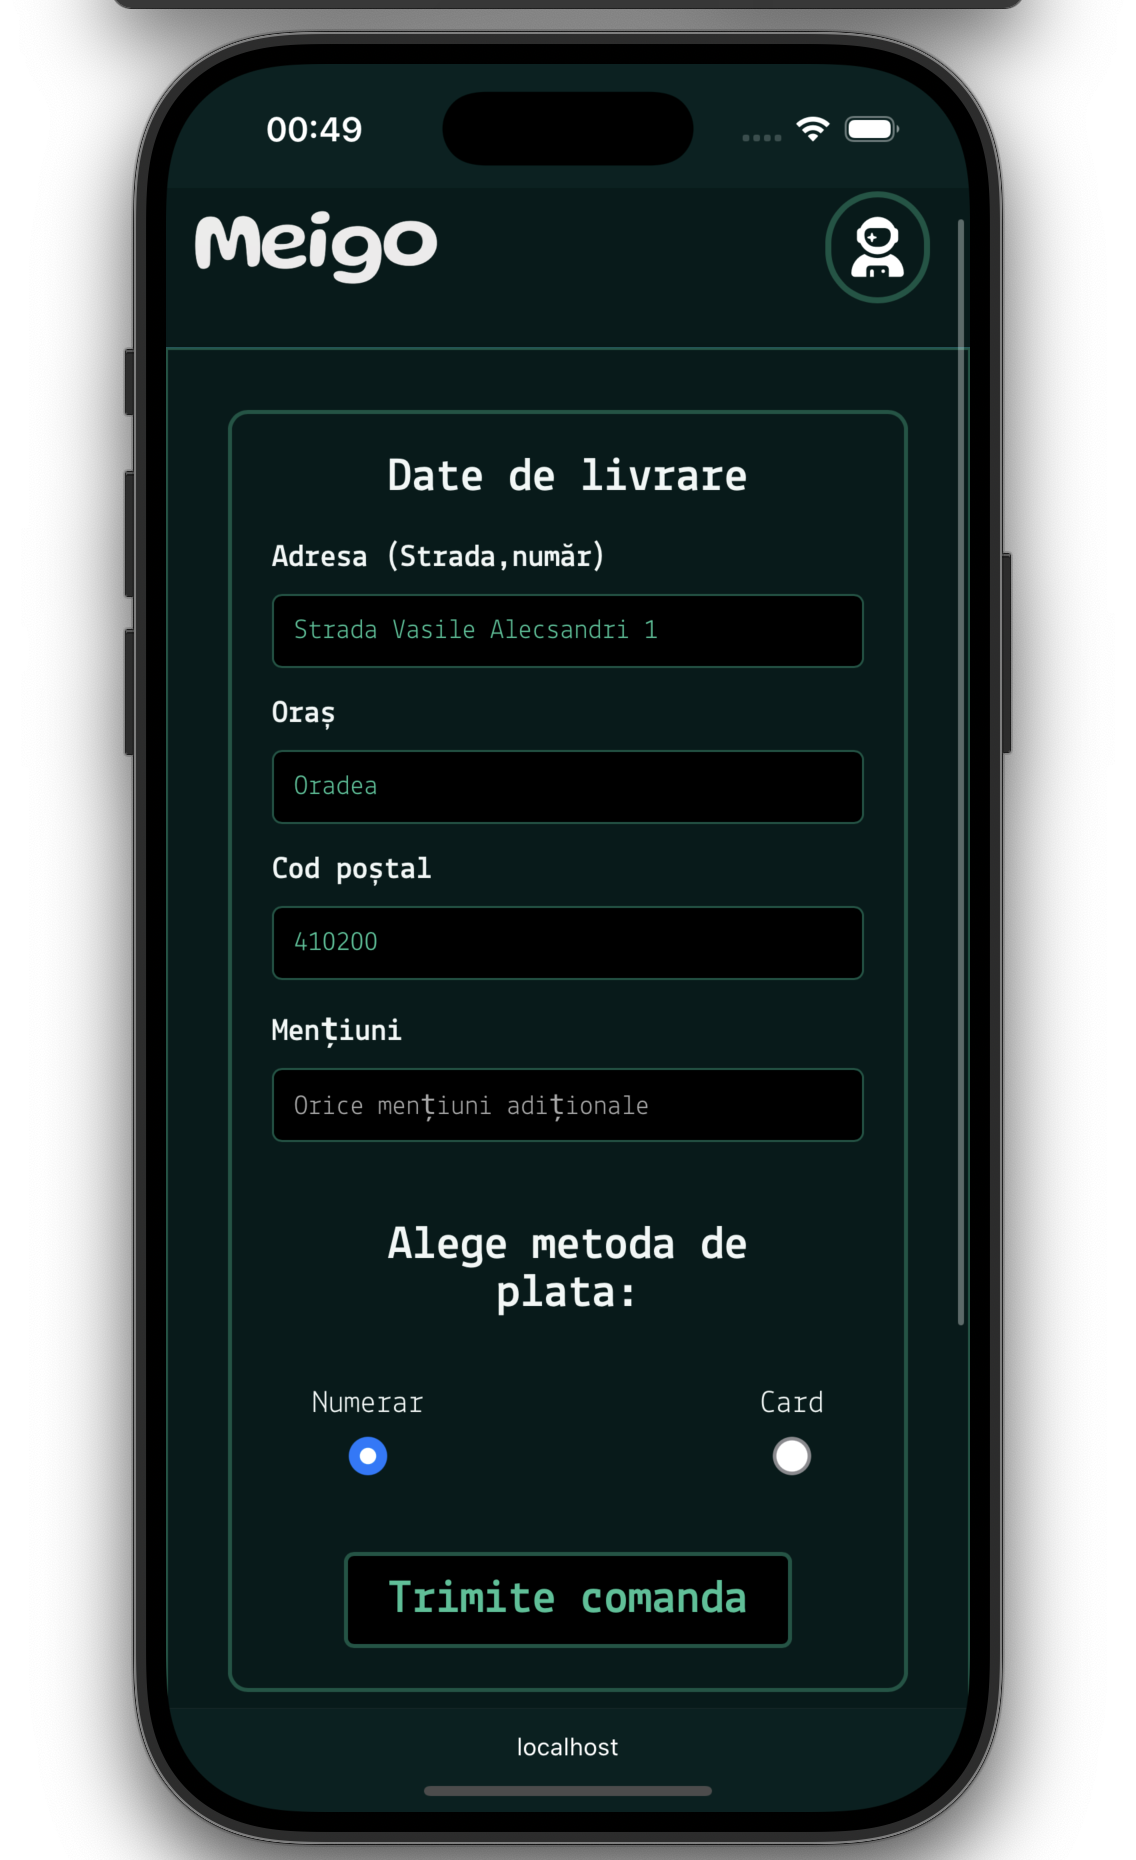 00:49
Meigo
Date de livrare
Adresa (Strada,număr)
Strada Vasile Alecsandri 1
Oraș
Oradea
Cod poștal
410200
Mențiuni
Orice mențiuni adiționale
Alege metoda de
plata:
Numerar
Card
Trimite comanda
localhost